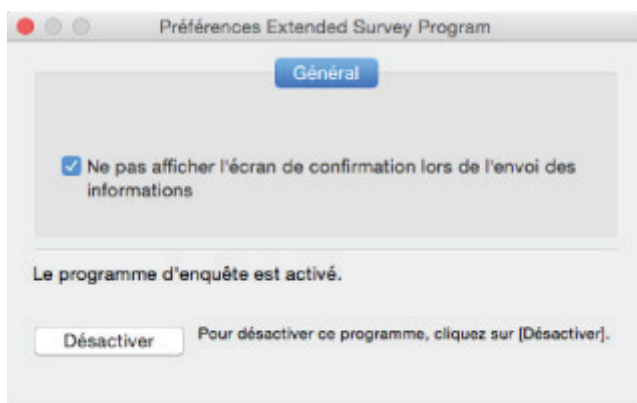 Préférences Extended Survey Program
Général
Ne pas afficher l'écran de confirmation lors de l'envoi des
informations
Le programme d'enquête est activé.
Désactiver
Pour désactiver ce programme, cliquez sur [Désactiver].